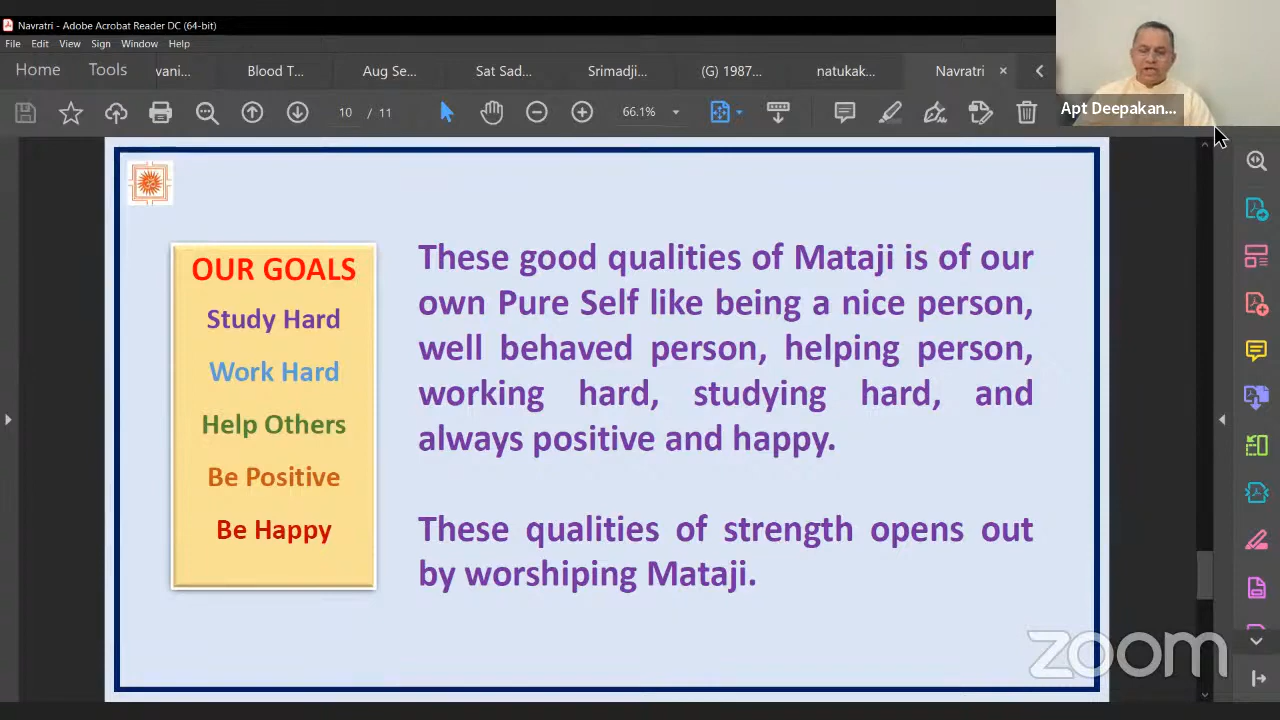 Navratri - Adobe Acrobat Reader DC (64-bit)
File Edit View Sign Window Help
Home Tools vani... Blood T... Aug Se... Sat Sad... Srimadji... (G) 1987... natukak... Navratri
10 / 11 66.1%
Apt Deepakan...
OUR GOALS
Study Hard
Work Hard
Help Others
Be Positive
Be Happy
These good qualities of Mataji is of our
own Pure Self like being a nice person,
well behaved person, helping person,
working hard, studying hard, and
always positive and happy.
These qualities of strength opens out
by worshiping Mataji.
zoom